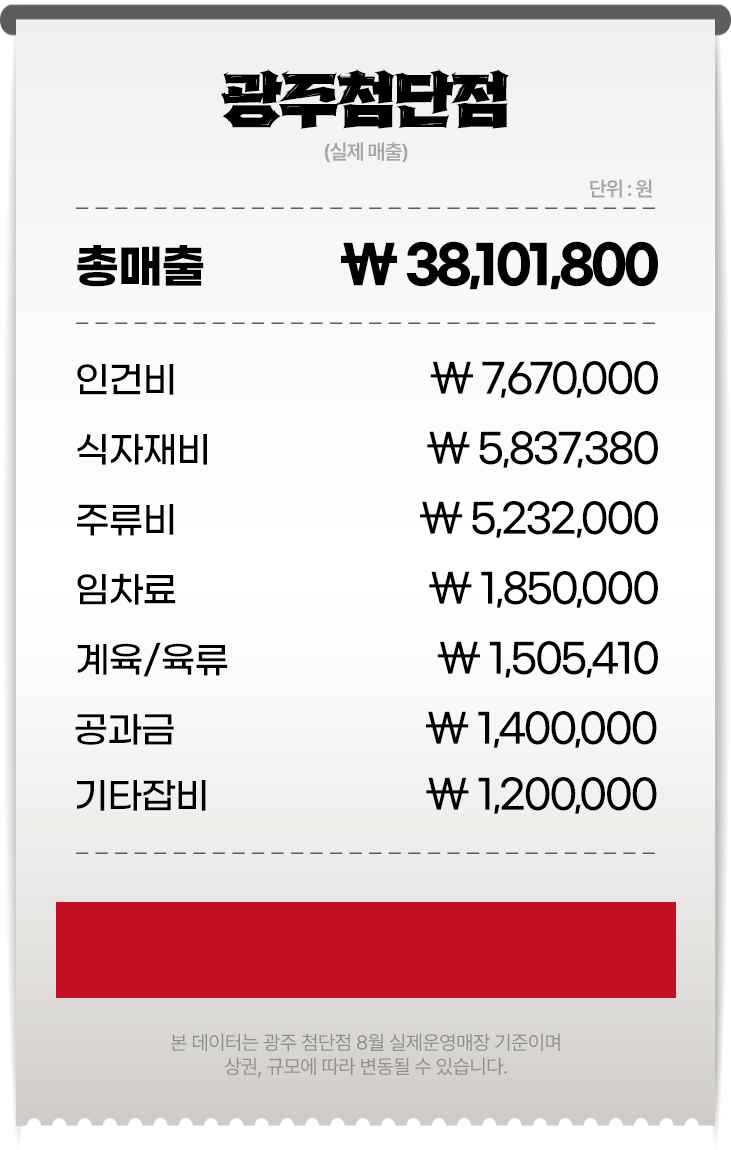 광주첨단점
(실제 매출)
단위 : 원
총매출 ₩ 38,101,800
인건비 ₩ 7,670,000
식자재비 ₩ 5,837,380
주류비 ₩ 5,232,000
임차료 ₩ 1,850,000
계육/육류 ₩ 1,505,410
공과금 ₩ 1,400,000
기타잡비 ₩ 1,200,000
본 데이터는 광주 첨단점 8월 실제운영매장 기준이며
상권, 규모에 따라 변동될 수 있습니다.